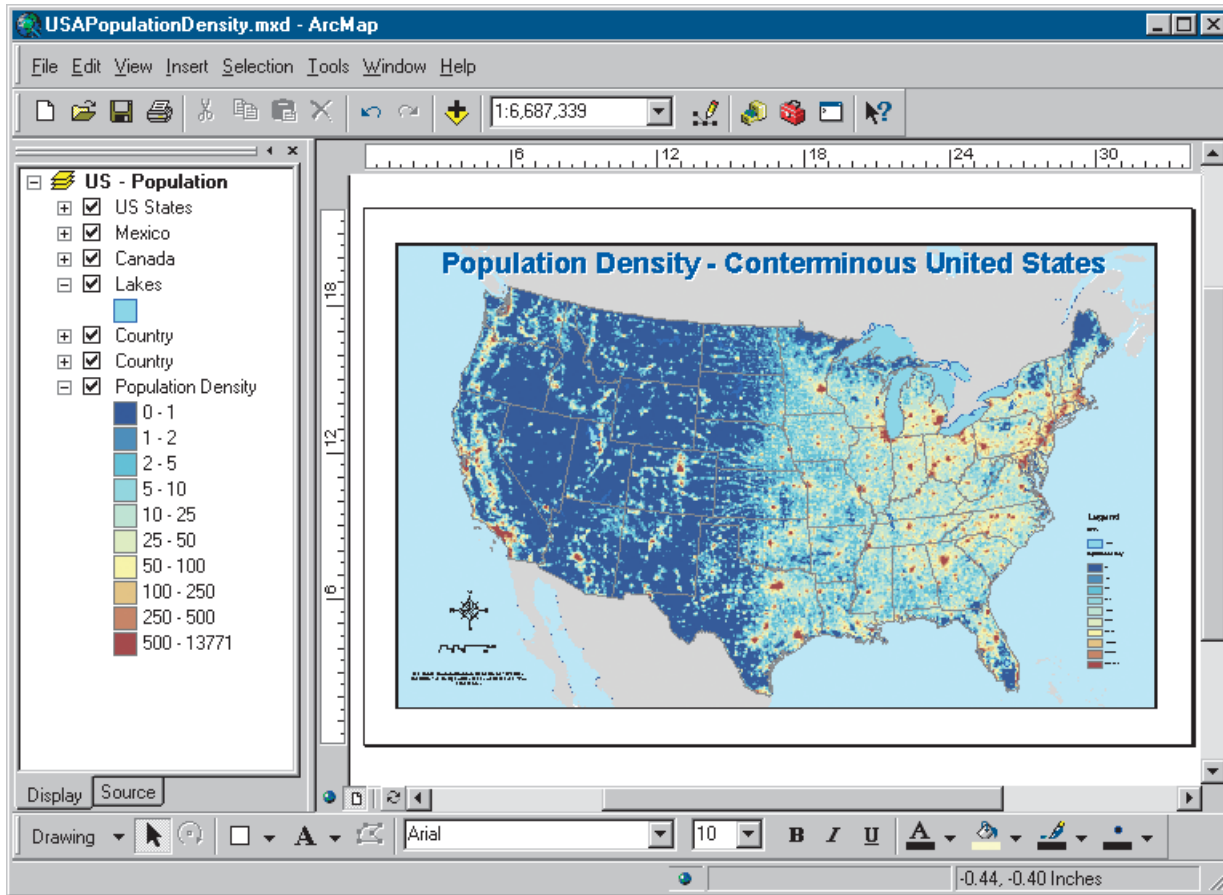 USAPopulationDensity.mxd - ArcMap
File Edit View Insert Selection Tools Window Help
1:6,687,339
US - Population
US States
Mexico
Canada
Lakes
Country
Country
Population Density
0 - 1
1 - 2
2 - 5
5 - 10
10 - 25
25 - 50
50 - 100
100 - 250
250 - 500
500 - 13771
Display Source
6 12 18 24 30
18
12
6
Population Density - Conterminous United States
Legend
Drawing A Arial 10 B I U A
-0.44, -0.40 Inches